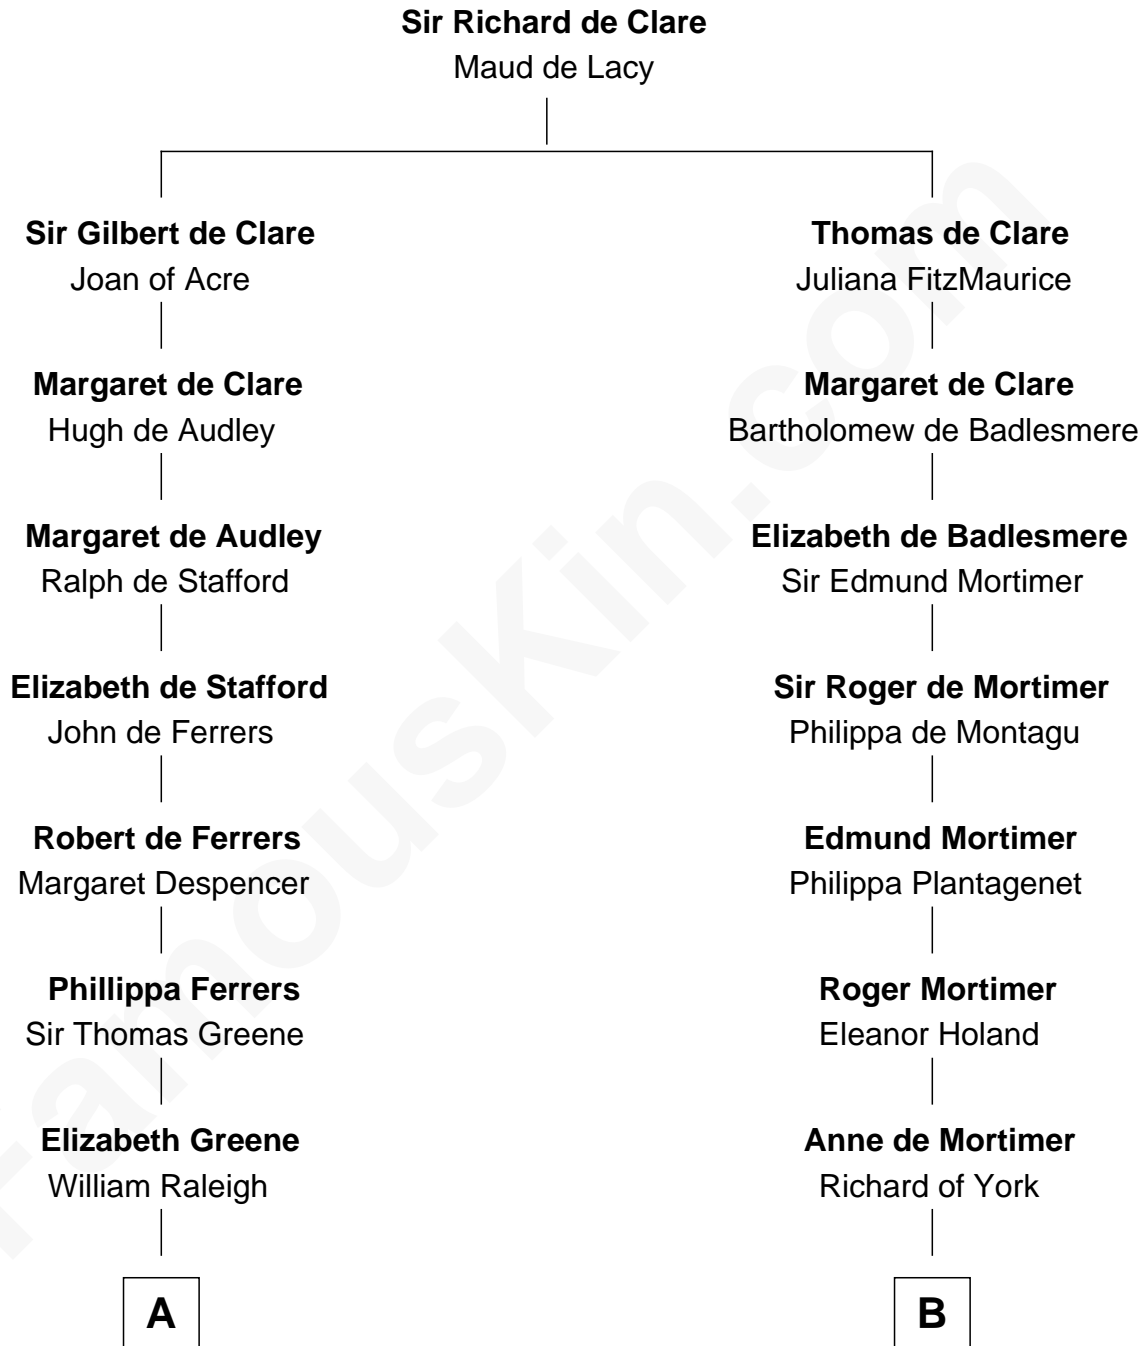 Sir Richard de Clare
Maud de Lacy
Sir Gilbert de Clare
Joan of Acre
Thomas de Clare
Juliana FitzMaurice
Margaret de Clare
Hugh de Audley
Margaret de Clare
Bartholomew de Badlesmere
Margaret de Audley
Ralph de Stafford
Elizabeth de Badlesmere
Sir Edmund Mortimer
Elizabeth de Stafford
John de Ferrers
Sir Roger de Mortimer
Philippa de Montagu
Robert de Ferrers
Margaret Despencer
Edmund Mortimer
Philippa Plantagenet
Phillippa Ferrers
Sir Thomas Greene
Roger Mortimer
Eleanor Holand
Elizabeth Greene
William Raleigh
Anne de Mortimer
Richard of York
A
B
FamousKin.com